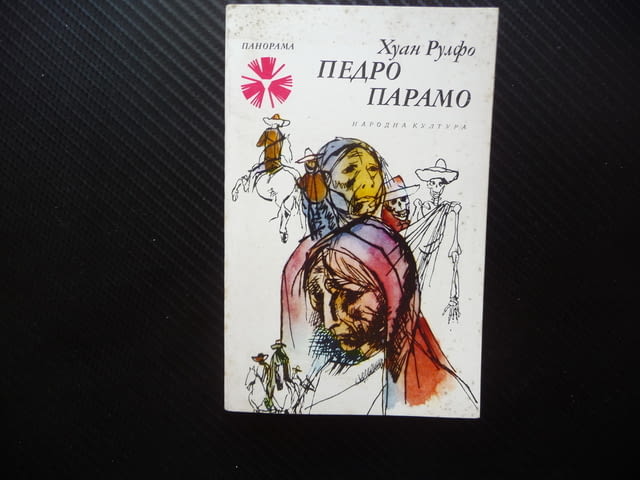 ПАНОРАМА
Хуан Рулфо
ПЕДРО
ПАРАМО
НАРОДНА КУЛТУРА